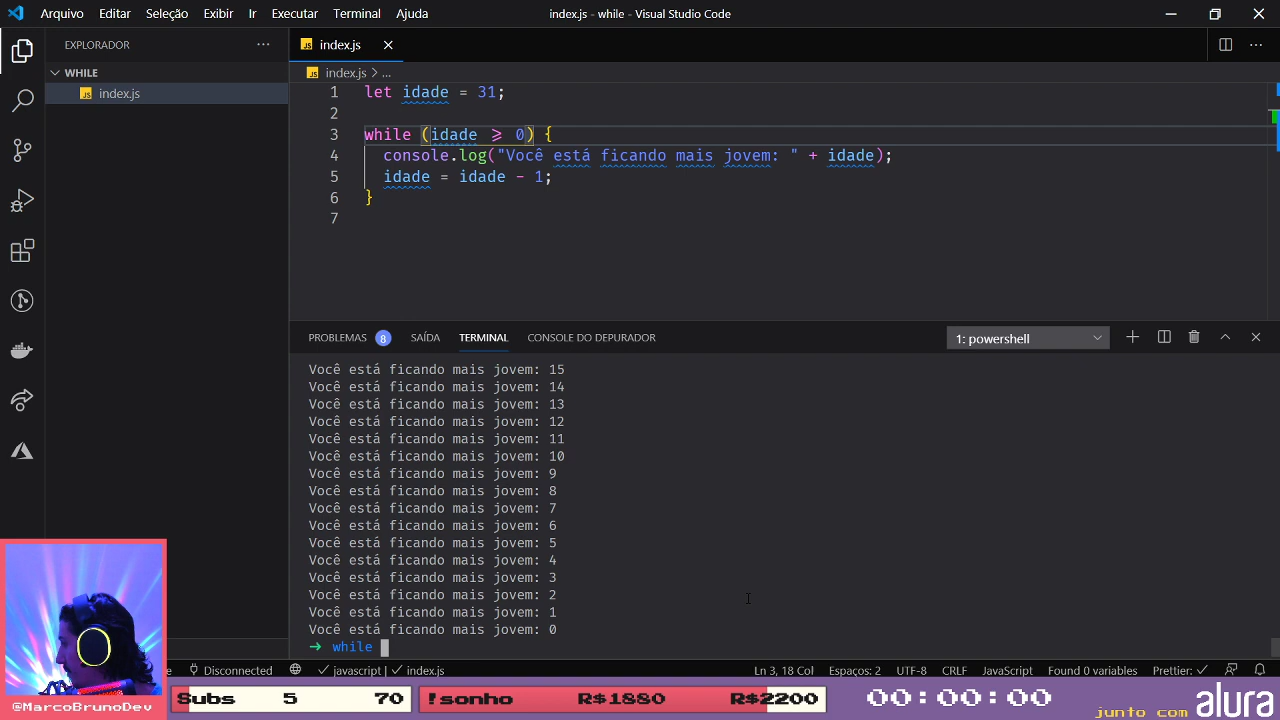 Arquivo Editar Seleção Exibir Ir Executar Terminal Ajuda
index.js - while - Visual Studio Code
EXPLORADOR
WHILE
JS index.js
JS index.js
JS index.js > ...
1 let idade = 31;
2
3 while (idade ⩾ 0) {
4 console.log("Você está ficando mais jovem: " + idade);
5 idade = idade - 1;
6 }
7
PROBLEMAS 8 SAÍDA TERMINAL CONSOLE DO DEPURADOR
1: powershell
Você está ficando mais jovem: 15
Você está ficando mais jovem: 14
Você está ficando mais jovem: 13
Você está ficando mais jovem: 12
Você está ficando mais jovem: 11
Você está ficando mais jovem: 10
Você está ficando mais jovem: 9
Você está ficando mais jovem: 8
Você está ficando mais jovem: 7
Você está ficando mais jovem: 6
Você está ficando mais jovem: 5
Você está ficando mais jovem: 4
Você está ficando mais jovem: 3
Você está ficando mais jovem: 2
Você está ficando mais jovem: 1
Você está ficando mais jovem: 0
→ while
Disconnected javascript | index.js Ln 3, 18 Col Espaços: 2 UTF-8 CRLF JavaScript Found 0 variables Prettier: ✓
@MarcoBrunoDev
Subs 5 70
!sonho R$1880 R$2200
00:00:00
junto com alura